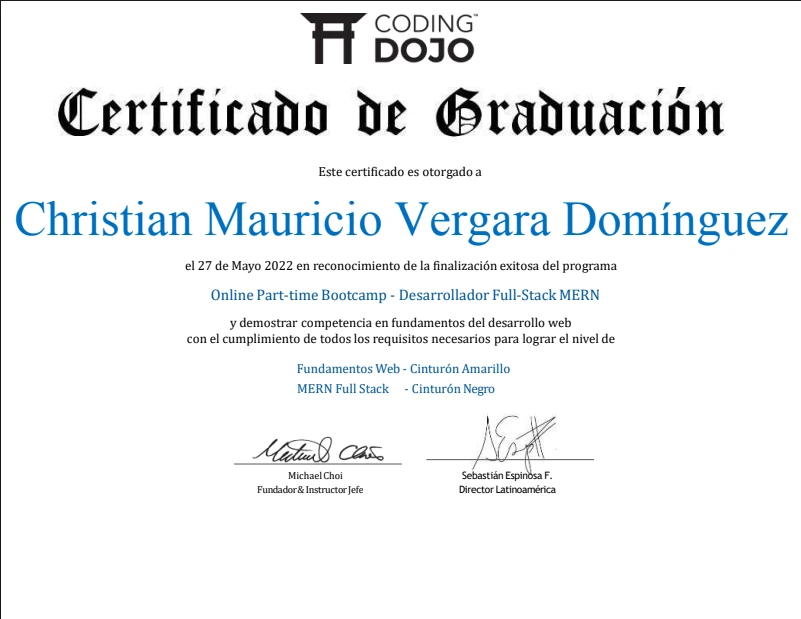 CODING™
DOJO
Certificado de Graduación
Este certificado es otorgado a
Christian Mauricio Vergara Domínguez
el 27 de Mayo 2022 en reconocimiento de la finalización exitosa del programa
Online Part-time Bootcamp - Desarrollador Full-Stack MERN
y demostrar competencia en fundamentos del desarrollo web
con el cumplimiento de todos los requisitos necesarios para lograr el nivel de
Fundamentos Web - Cinturón Amarillo
MERN Full Stack - Cinturón Negro
Michael Choi
Fundador & Instructor Jefe
Sebastián Espinosa F.
Director Latinoamérica